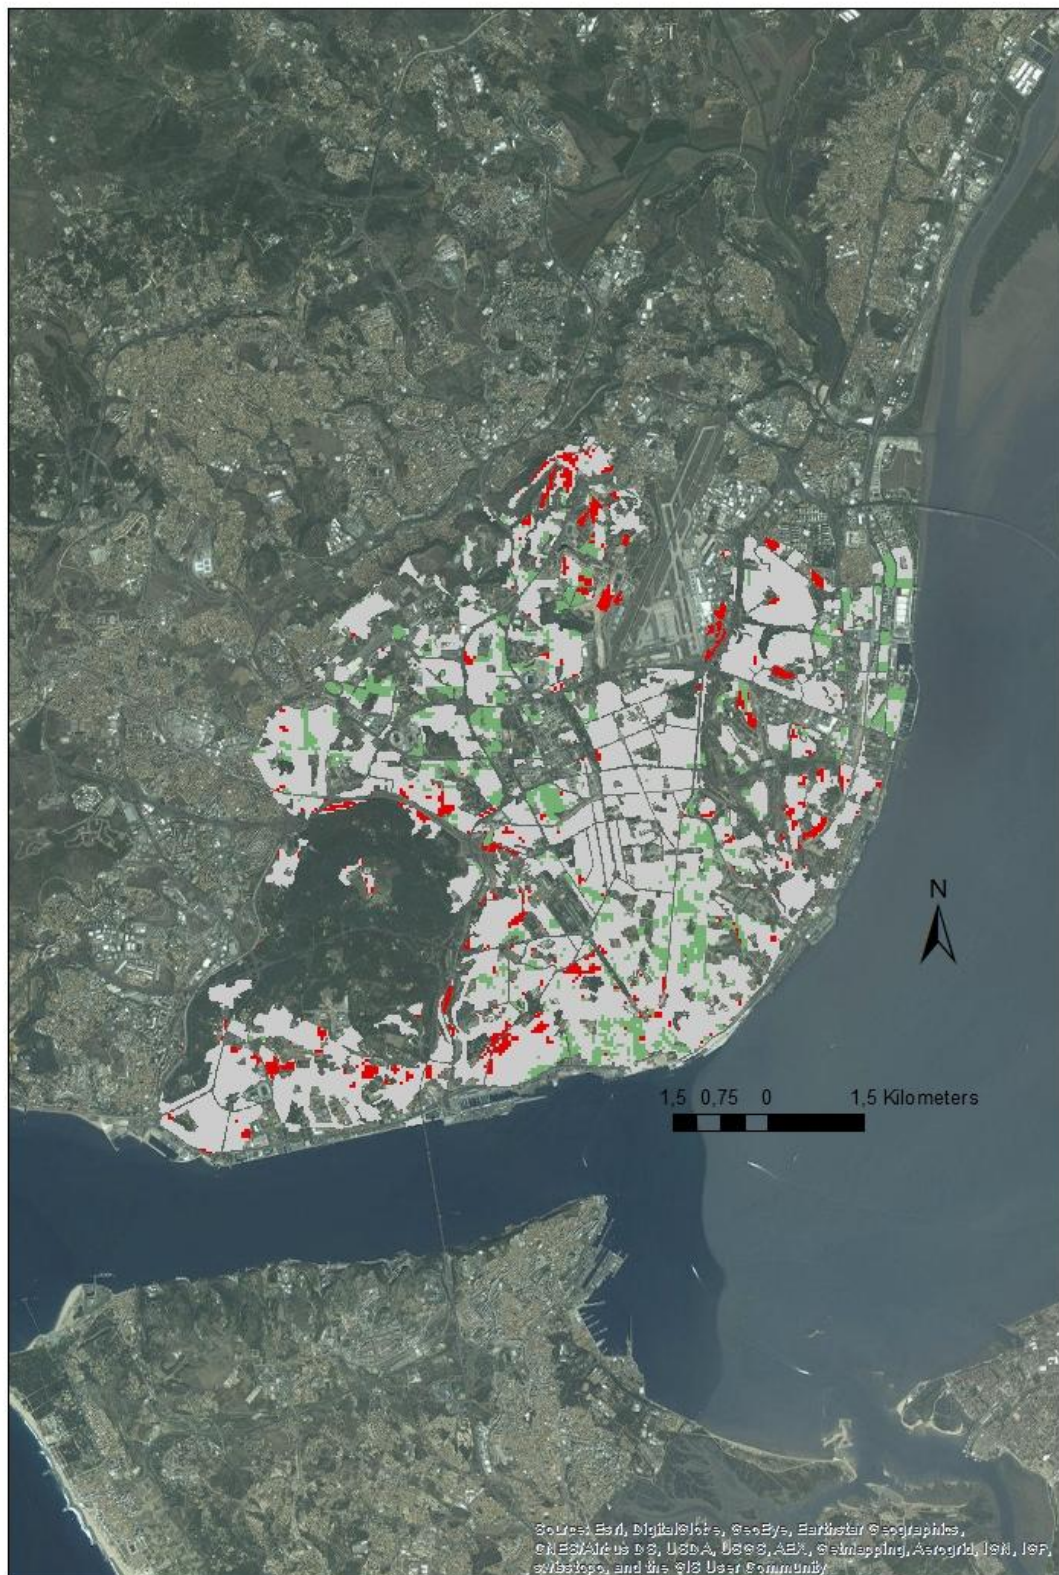 N
1,5 0,75 0 1,5 Kilometers
Source: Esri, DigitalGlobe, GeoEye, Earthstar Geographics,
CNES/Airbus DS, USDA, USGS, AEX, Getmapping, Aerogrid, IGN, IGP,
swisstopo, and the GIS User Community